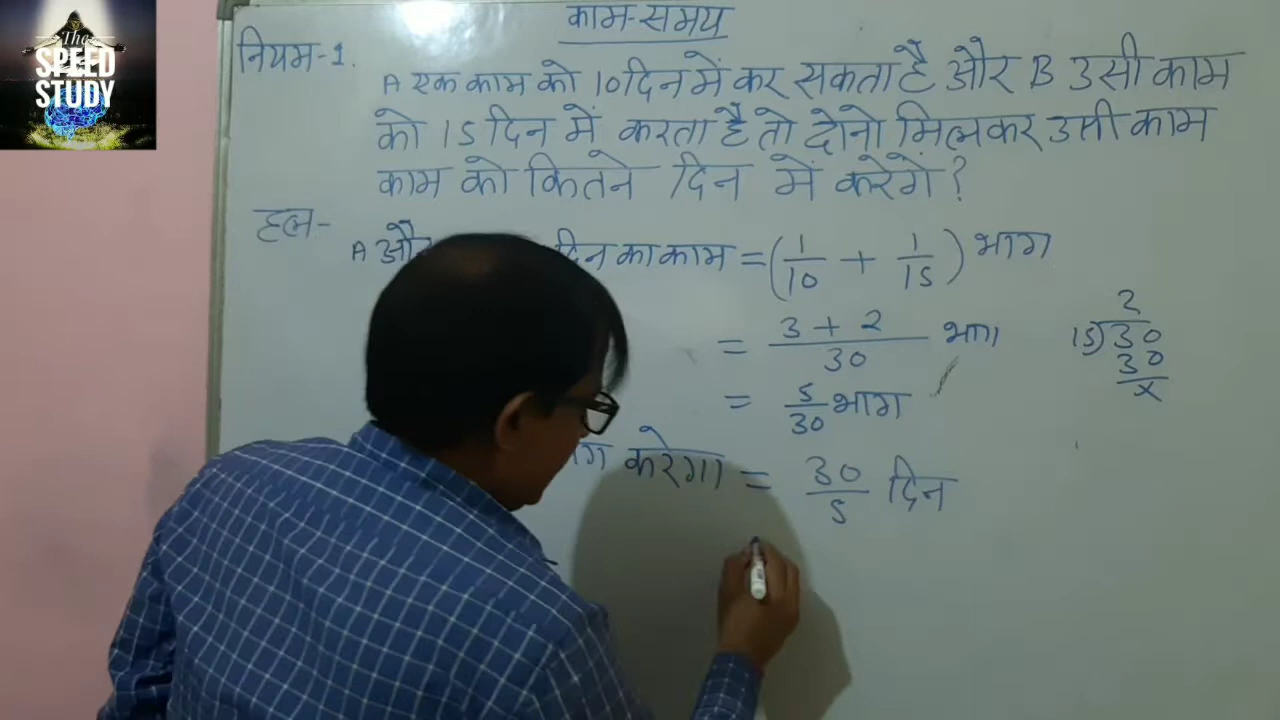 The
SPEED
STUDY
काम-समय
नियम-1.
A एक काम को 10 दिन में कर सकता है और B उसी काम
को 15 दिन में करता है तो दोनो मिलकर उसी काम
काम को कितने दिन में करेगें ?
हल-
A और दिन का काम = (1/10 + 1/15) भाग
= 3 + 2 / 30 भाग
= 5/30 भाग
करेगा = 30/5 दिन
2
15)30
30
x